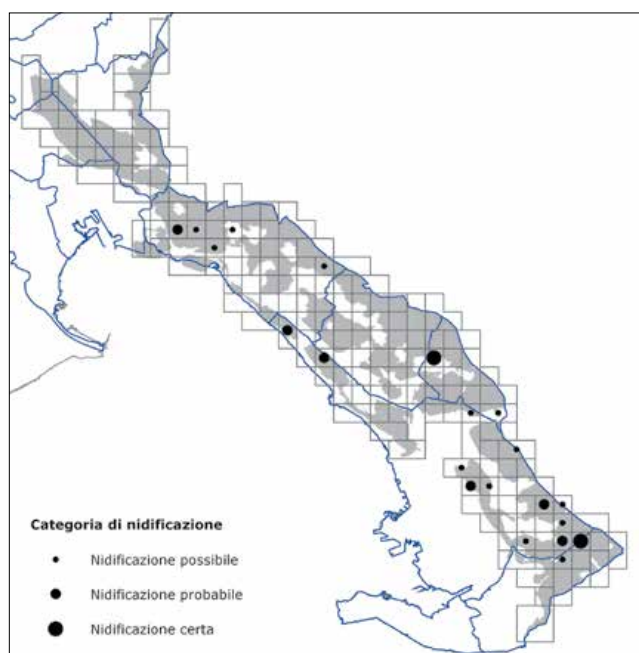 Categoria di nidificazione
Nidificazione possibile
Nidificazione probabile
Nidificazione certa